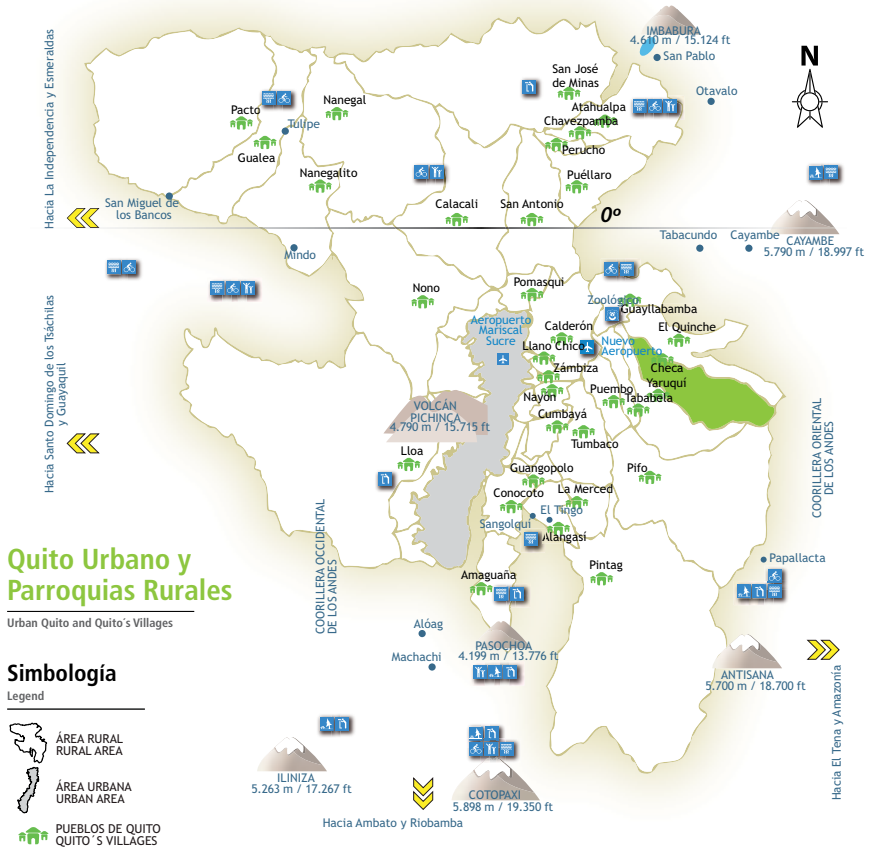 IMBABURA
4.610 m / 15.124 ft
San Pablo
Otavalo
N
San José
de Minas
Atahualpa
Chavezpamba
Perucho
Puéllaro
Pacto
Nanegal
Tulipe
Gualea
Nanegalito
Hacia La Independencia y Esmeraldas
San Miguel de
los Bancos
Calacali
San Antonio
0º
Tabacundo
Cayambe
CAYAMBE
5.790 m / 18.997 ft
Mindo
Nono
Pomasqui
Zoológico
Guayllabamba
Aeropuerto
Mariscal
Sucre
Calderón
El Quinche
Llano Chico
Nuevo
Aeropuerto
Zámbiza
Checa
Yaruquí
Nayón
Puembo
Tababela
Cumbayá
Tumbaco
Hacia Santo Domingo de los Tsáchilas
y Guayaquil
VOLCÁN
PICHINCA
4.790 m / 15.715 ft
Lloa
Guangopolo
Pifo
Conocoto
La Merced
El Tingo
Sangolquí
Alangasí
COORILLERA ORIENTAL
DE LOS ANDES
Papallacta
Pintag
Amaguaña
COORILLERA OCCIDENTAL
DE LOS ANDES
Quito Urbano y
Parroquias Rurales
Urban Quito and Quito´s Villages
Alóag
Machachi
PASOCHOA
4.199 m / 13.776 ft
ANTISANA
5.700 m / 18.700 ft
Hacia El Tena y Amazonía
Simbología
Legend
ÁREA RURAL
RURAL AREA
ÁREA URBANA
URBAN AREA
PUEBLOS DE QUITO
QUITO´S VILLAGES
ILINIZA
5.263 m / 17.267 ft
COTOPAXI
5.898 m / 19.350 ft
Hacia Ambato y Riobamba